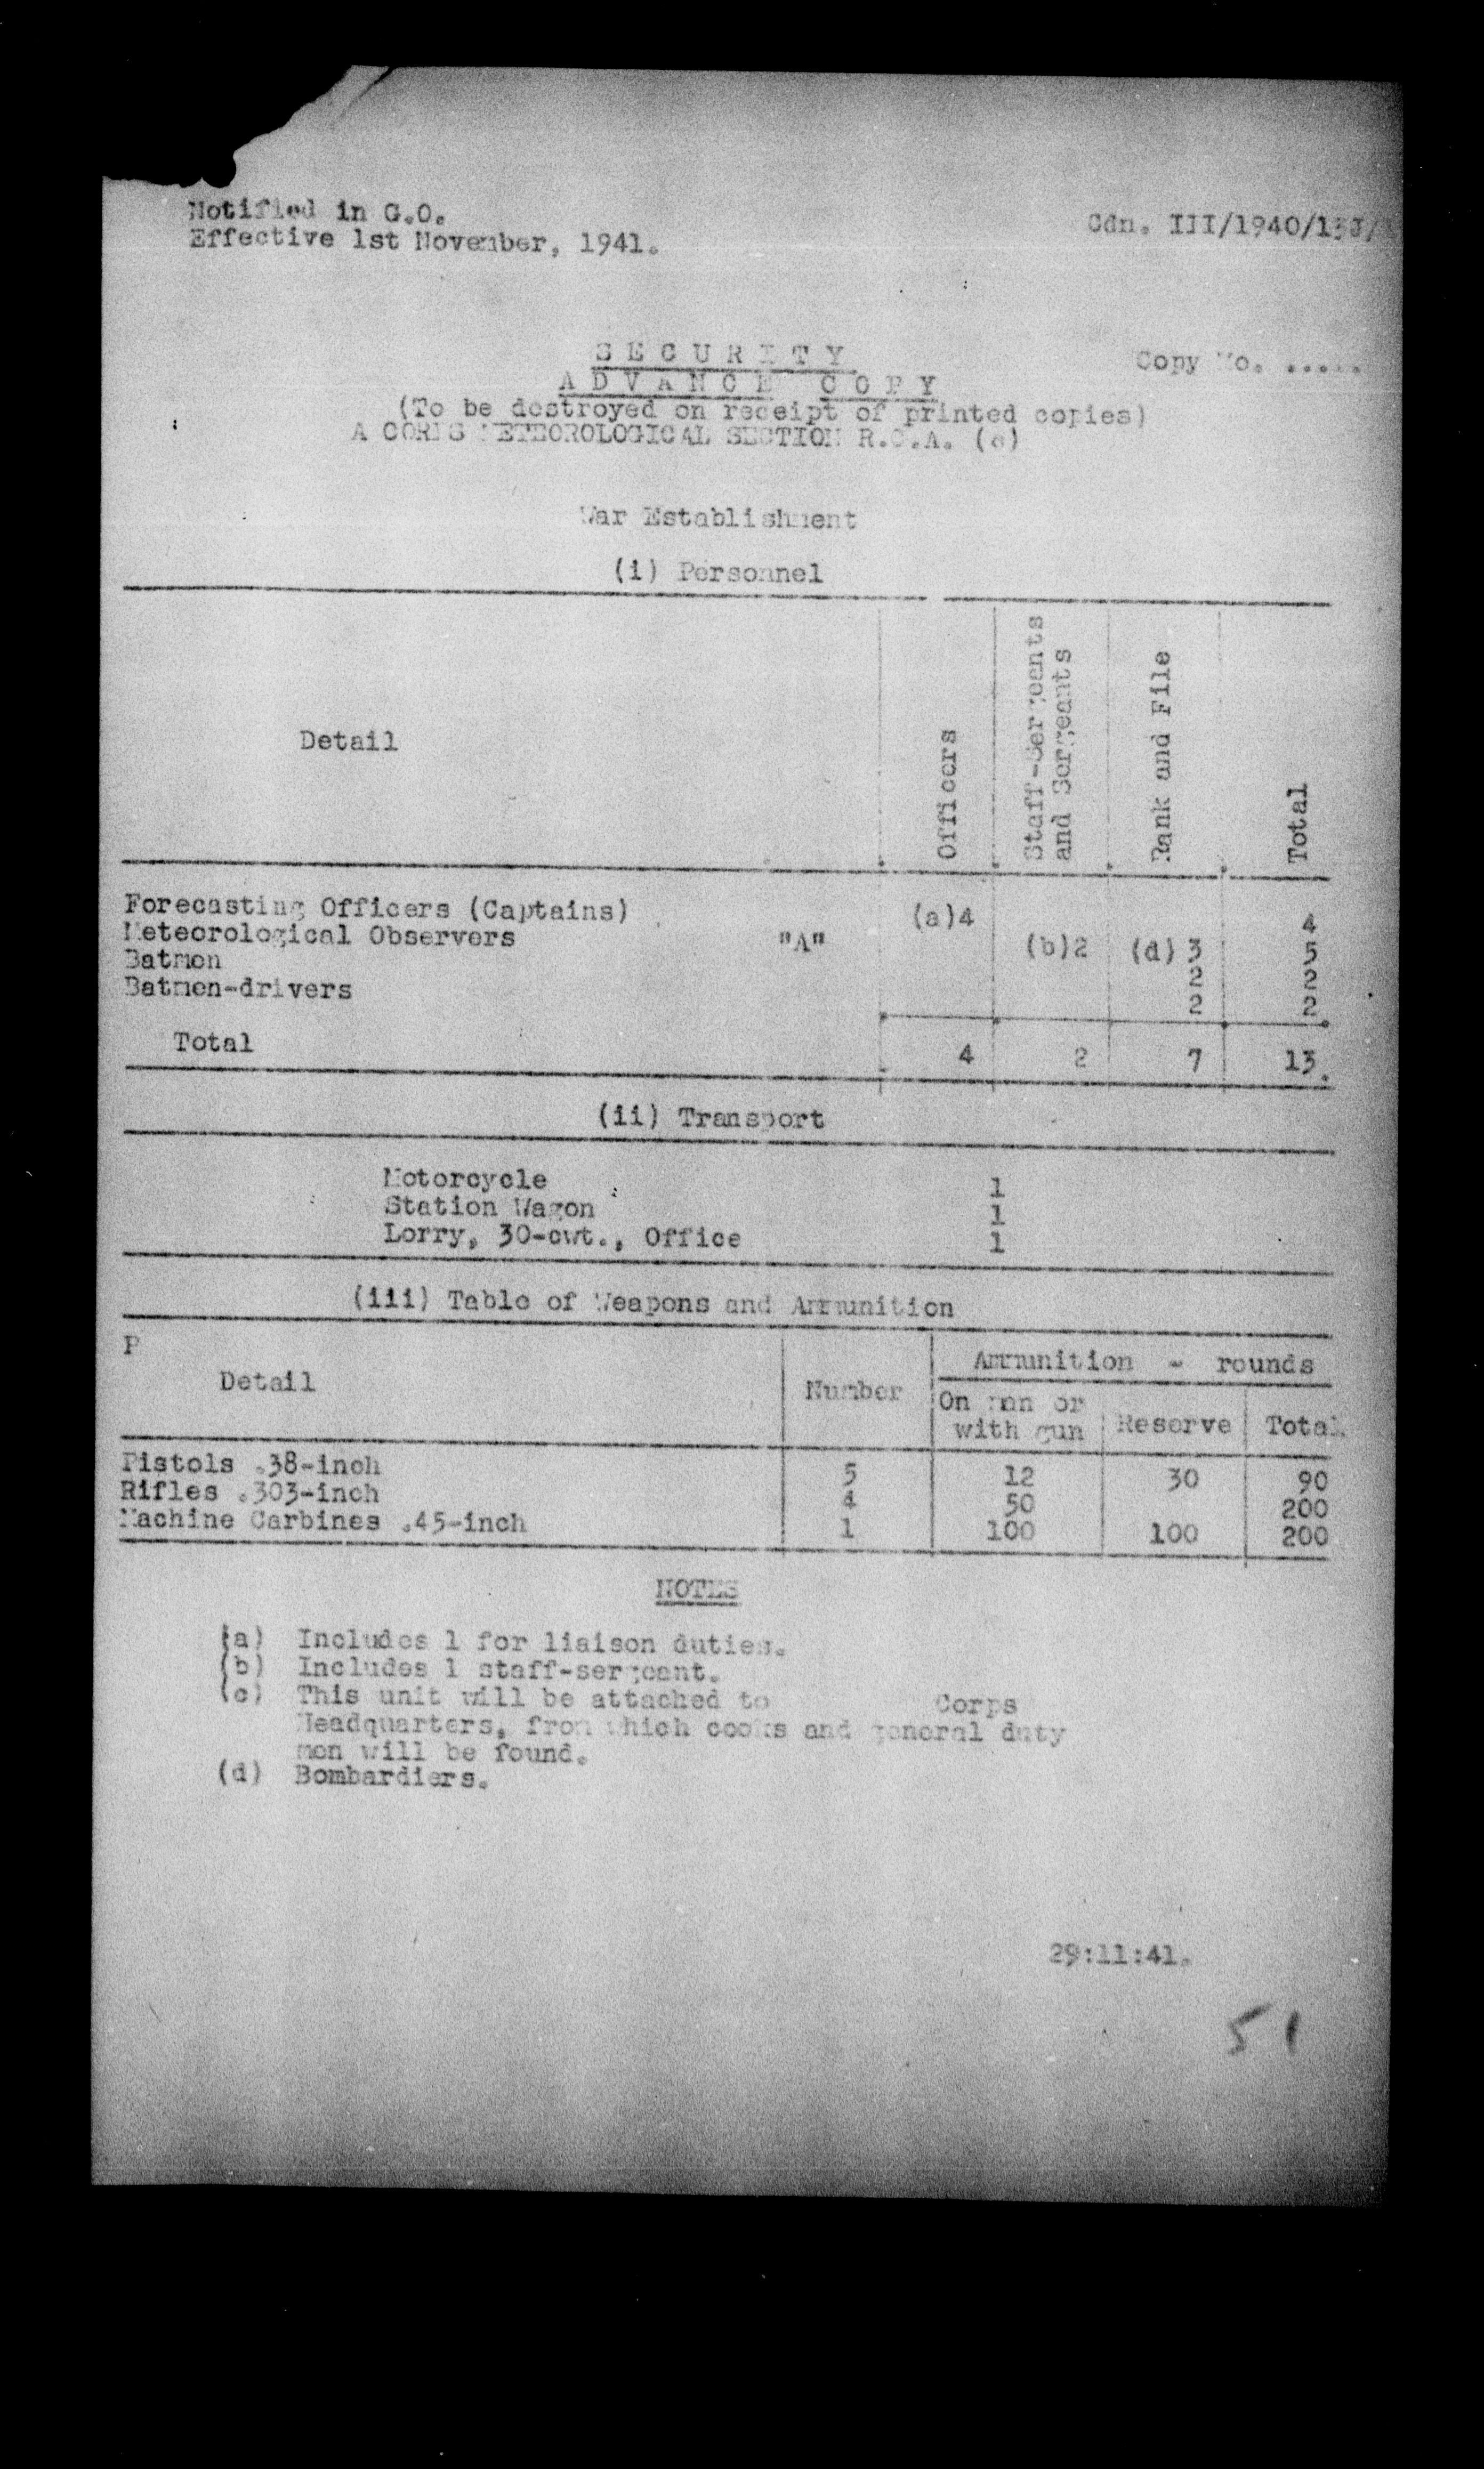 Notified in G.O.
Effective 1st November, 1941.
Cdn. III/1940/13J/
SECURITY
Copy No. .....
ADVANCE COPY
(To be destroyed on receipt of printed copies)
A CORPS METEOROLOGICAL SECTION R.C.A. (c)
War Establishment
(i) Personnel
Detail Officers Staff-Sergeants and Sergeants Rank and File Total
Forecasting Officers (Captains) (a)4 4
Meteorological Observers "A" (b)2 (d)3 5
Batmen 2 2
Batmen-drivers 2 2
Total 4 2 7 13
(ii) Transport
Motorcycle 1
Station Wagon 1
Lorry, 30-cwt., Office 1
(iii) Table of Weapons and Ammunition
P
Ammunition - rounds
Detail Number On man or with gun Reserve Total
Pistols .38-inch 5 12 30 90
Rifles .303-inch 4 50 200
Machine Carbines .45-inch 1 100 100 200
NOTES
(a) Includes 1 for liaison duties.
(b) Includes 1 staff-sergeant.
(c) This unit will be attached to Corps
Headquarters, from which cooks and general duty
men will be found.
(d) Bombardiers.
29:11:41.
51